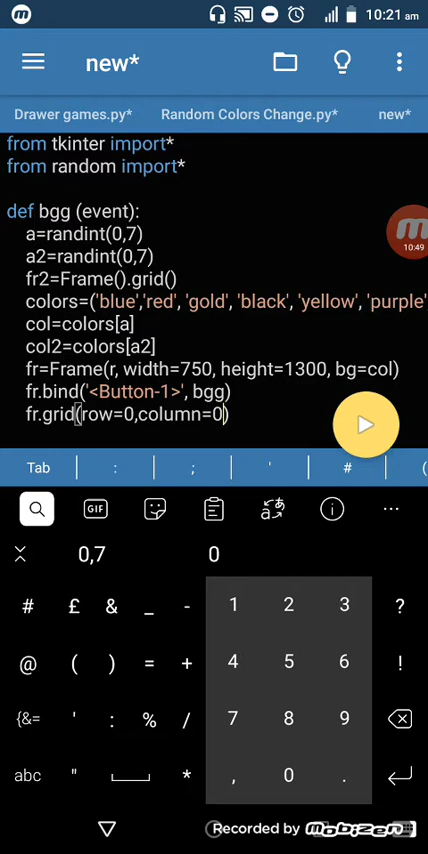 10:21 am
new*
Drawer games.py* Random Colors Change.py* new*
from tkinter import*
from random import*
def bgg (event):
a=randint(0,7)
a2=randint(0,7)
10:49
fr2=Frame().grid()
colors=('blue','red', 'gold', 'black', 'yellow', 'purple'
col=colors[a]
col2=colors[a2]
fr=Frame(r, width=750, height=1300, bg=col)
fr.bind('<Button-1>', bgg)
fr.grid(row=0,column=0)
Tab : ; ' # (
GIF
0,7 0
# £ & _ - 1 2 3 ?
@ ( ) = + 4 5 6 !
{&= ' : % / 7 8 9
abc " * , 0 .
Recorded by mobizen